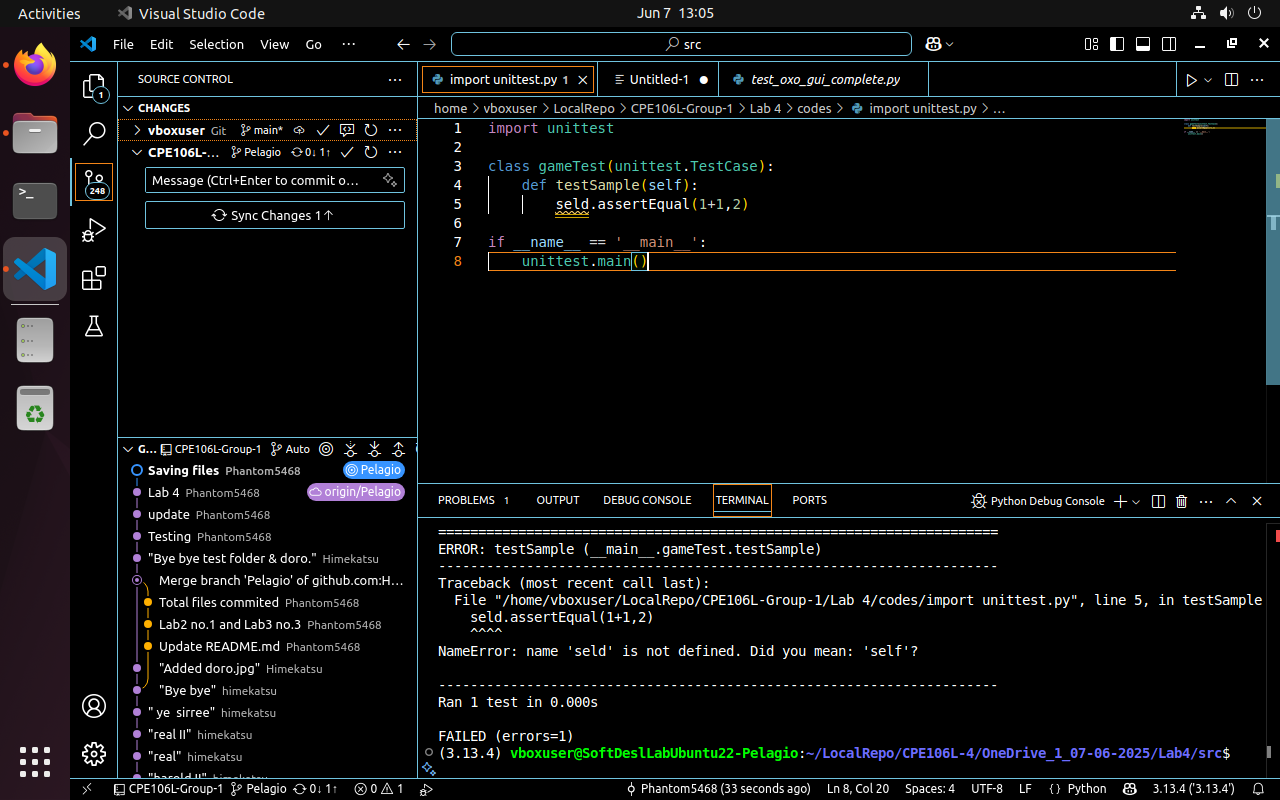 Activities
Visual Studio Code
Jun 7 13:05
File Edit Selection View Go ···
src
1
248
SOURCE CONTROL
CHANGES
vboxuser Git main*
CPE106L-... Pelagio 0↓ 1↑
Message (Ctrl+Enter to commit o...
Sync Changes 1↑
G... CPE106L-Group-1 Auto
Saving files Phantom5468 Pelagio
Lab 4 Phantom5468 origin/Pelagio
update Phantom5468
Testing Phantom5468
"Bye bye test folder & doro." Himekatsu
Merge branch 'Pelagio' of github.com:H...
Total files commited Phantom5468
Lab2 no.1 and Lab3 no.3 Phantom5468
Update README.md Phantom5468
"Added doro.jpg" Himekatsu
"Bye bye" himekatsu
" ye sirree" himekatsu
"real II" himekatsu
"real" himekatsu
"harold II" himekatsu
import unittest.py 1
Untitled-1
test_oxo_gui_complete.py
home > vboxuser > LocalRepo > CPE106L-Group-1 > Lab 4 > codes > import unittest.py > ...
1 import unittest
2
3 class gameTest(unittest.TestCase):
4 def testSample(self):
5 seld.assertEqual(1+1,2)
6
7 if __name__ == '__main__':
8 unittest.main()
PROBLEMS 1 OUTPUT DEBUG CONSOLE TERMINAL PORTS
Python Debug Console
======================================================================
ERROR: testSample (__main__.gameTest.testSample)
----------------------------------------------------------------------
Traceback (most recent call last):
File "/home/vboxuser/LocalRepo/CPE106L-Group-1/Lab 4/codes/import unittest.py", line 5, in testSample
seld.assertEqual(1+1,2)
^^^^
NameError: name 'seld' is not defined. Did you mean: 'self'?
----------------------------------------------------------------------
Ran 1 test in 0.000s
FAILED (errors=1)
(3.13.4) vboxuser@SoftDeslLabUbuntu22-Pelagio:~/LocalRepo/CPE106L-4/OneDrive_1_07-06-2025/Lab4/src$
CPE106L-Group-1 Pelagio 0↓ 1↑ 0 1
Phantom5468 (33 seconds ago) Ln 8, Col 20 Spaces: 4 UTF-8 LF Python 3.13.4 ('3.13.4')